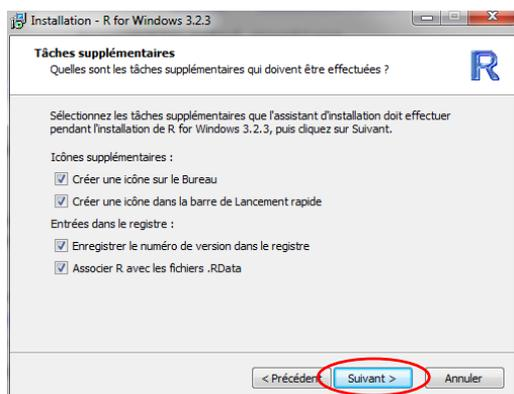 Installation - R for Windows 3.2.3
Tâches supplémentaires
Quelles sont les tâches supplémentaires qui doivent être effectuées ?
R
Sélectionnez les tâches supplémentaires que l'assistant d'installation doit effectuer
pendant l'installation de R for Windows 3.2.3, puis cliquez sur Suivant.
Icônes supplémentaires :
Créer une icône sur le Bureau
Créer une icône dans la barre de Lancement rapide
Entrées dans le registre :
Enregistrer le numéro de version dans le registre
Associer R avec les fichiers .RData
< Précédent Suivant > Annuler